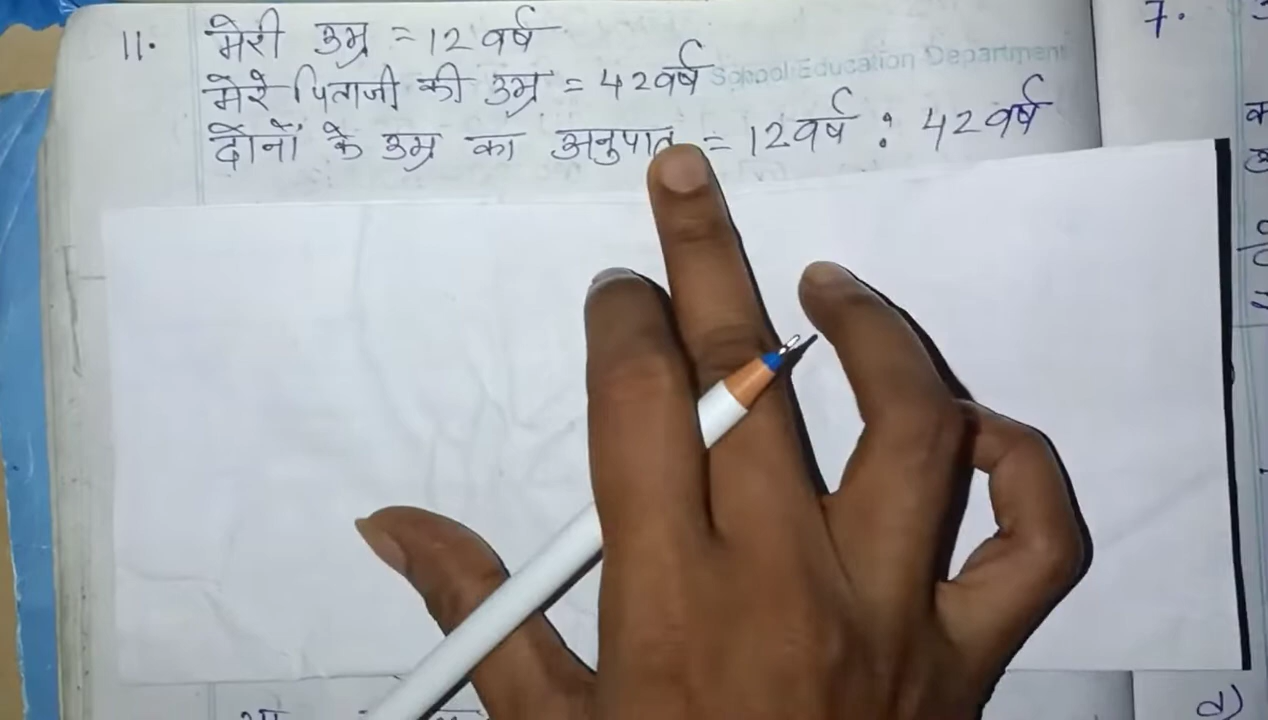 11. मेरी उम्र = 12 वर्ष
मेरे पिताजी की उम्र = 42 वर्ष School Education Department
दोनों के उम्र का अनुपात = 12 वर्ष : 42 वर्ष
7.
d)